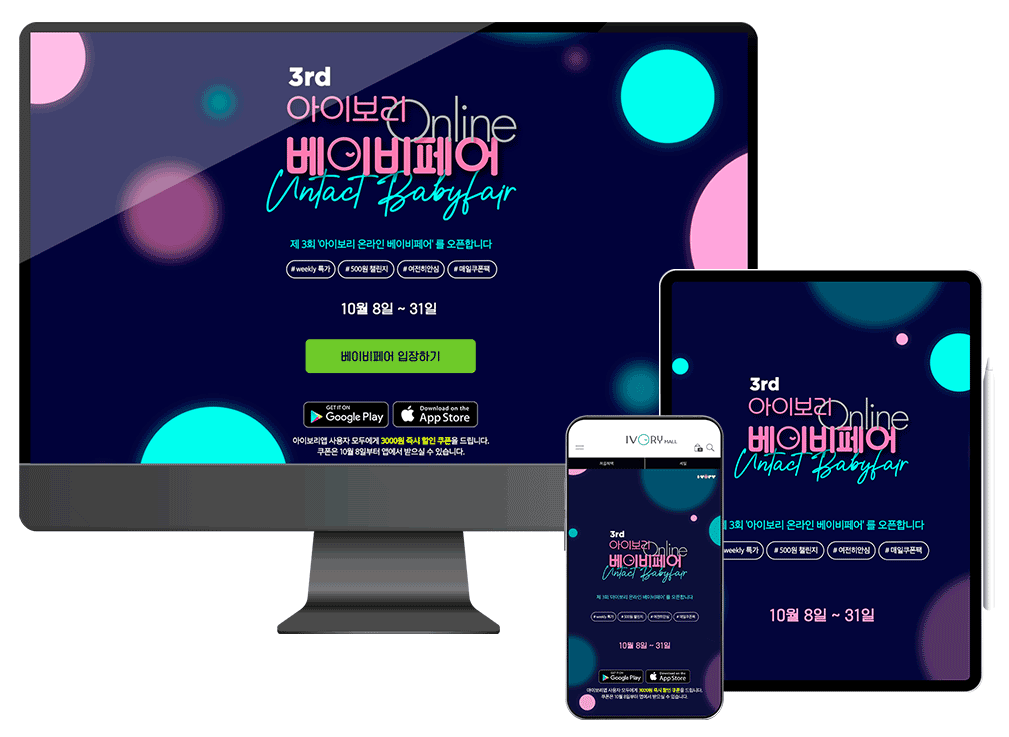 3rd
아이보리 Online
베이비페어
Untact Babyfair
제 3회 '아이보리 온라인 베이비페어' 를 오픈합니다
# weekly 특가 # 500원 챌린지 # 여전히안심 # 매일쿠폰팩
10월 8일 ~ 31일
베이비페어 입장하기
GET IT ON Google Play
Download on the App Store
아이보리앱 사용자 모두에게 3000원 즉시 할인 쿠폰을 드립니다.
쿠폰은 10월 8일부터 앱에서 받으실 수 있습니다.
IVORY MALL
3rd
아이보리 Online
베이비페어
Untact Babyfair
제 3회 '아이보리 온라인 베이비페어' 를 오픈합니다
# weekly 특가 # 500원 챌린지 # 여전히안심 # 매일쿠폰팩
10월 8일 ~ 31일
GET IT ON Google Play
Download on the App Store
아이보리앱 사용자 모두에게 3000원 즉시 할인 쿠폰을 드립니다.
쿠폰은 10월 8일부터 앱에서 받으실 수 있습니다.
3rd
아이보리 Online
베이비페어
Untact Babyfair
3회 '아이보리 온라인 베이비페어' 를 오픈합니다
weekly 특가 # 500원 챌린지 # 여전히안심 # 매일쿠폰팩
10월 8일 ~ 31일